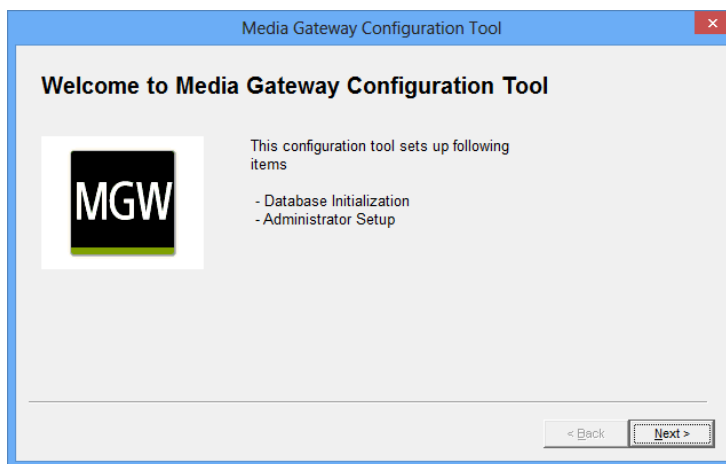 Media Gateway Configuration Tool
Welcome to Media Gateway Configuration Tool
MGW
This configuration tool sets up following
items
- Database Initialization
- Administrator Setup
< Back
Next >